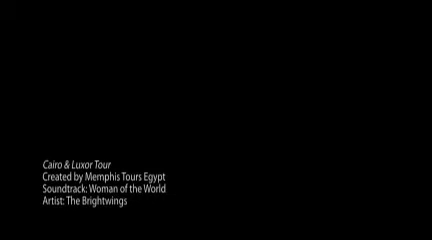 Cairo & Luxor Tour
Created by Memphis Tours Egypt
Soundtrack: Woman of the World
Artist: The Brightwings